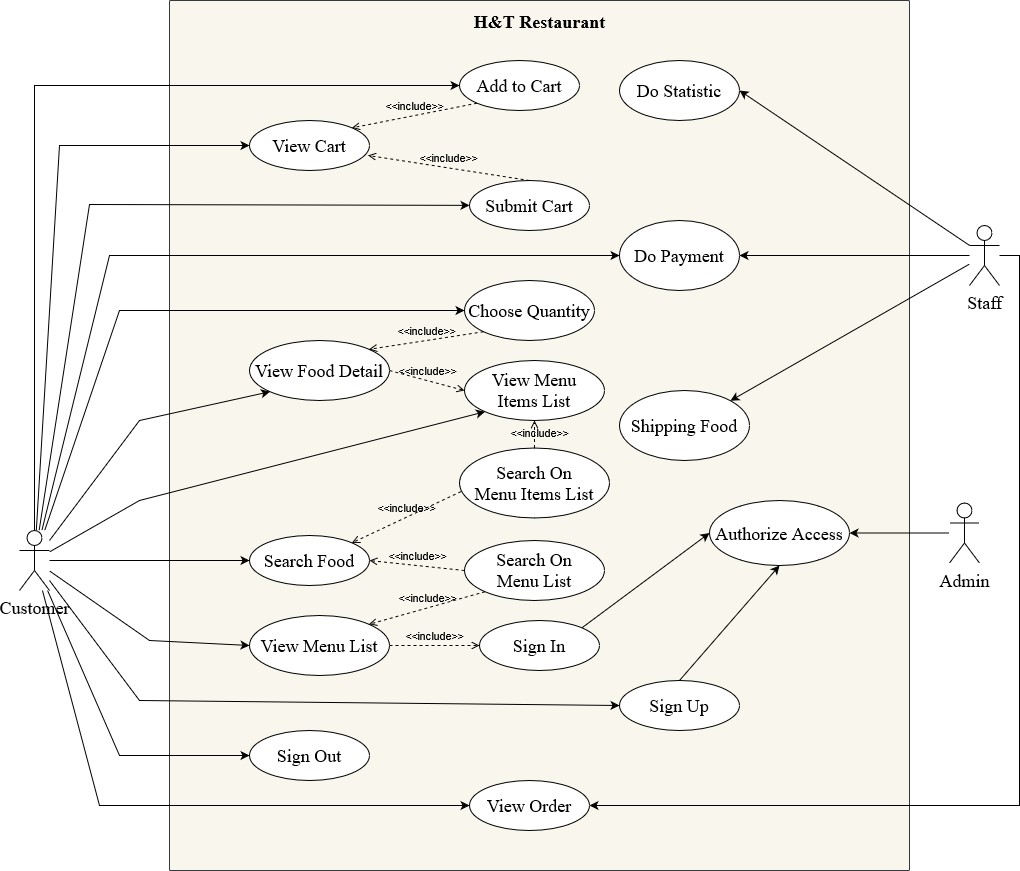 H&T Restaurant
Add to Cart
Do Statistic
<<include>>
View Cart
<<include>>
Submit Cart
Do Payment
Staff
Choose Quantity
<<include>>
View Food Detail
<<include>>
View Menu
Items List
Shipping Food
<<include>>
Search On
Menu Items List
<<include>>
Authorize Access
Search Food
<<include>>
Search On
Menu List
Admin
<<include>>
Customer
View Menu List
<<include>>
Sign In
Sign Up
Sign Out
View Order